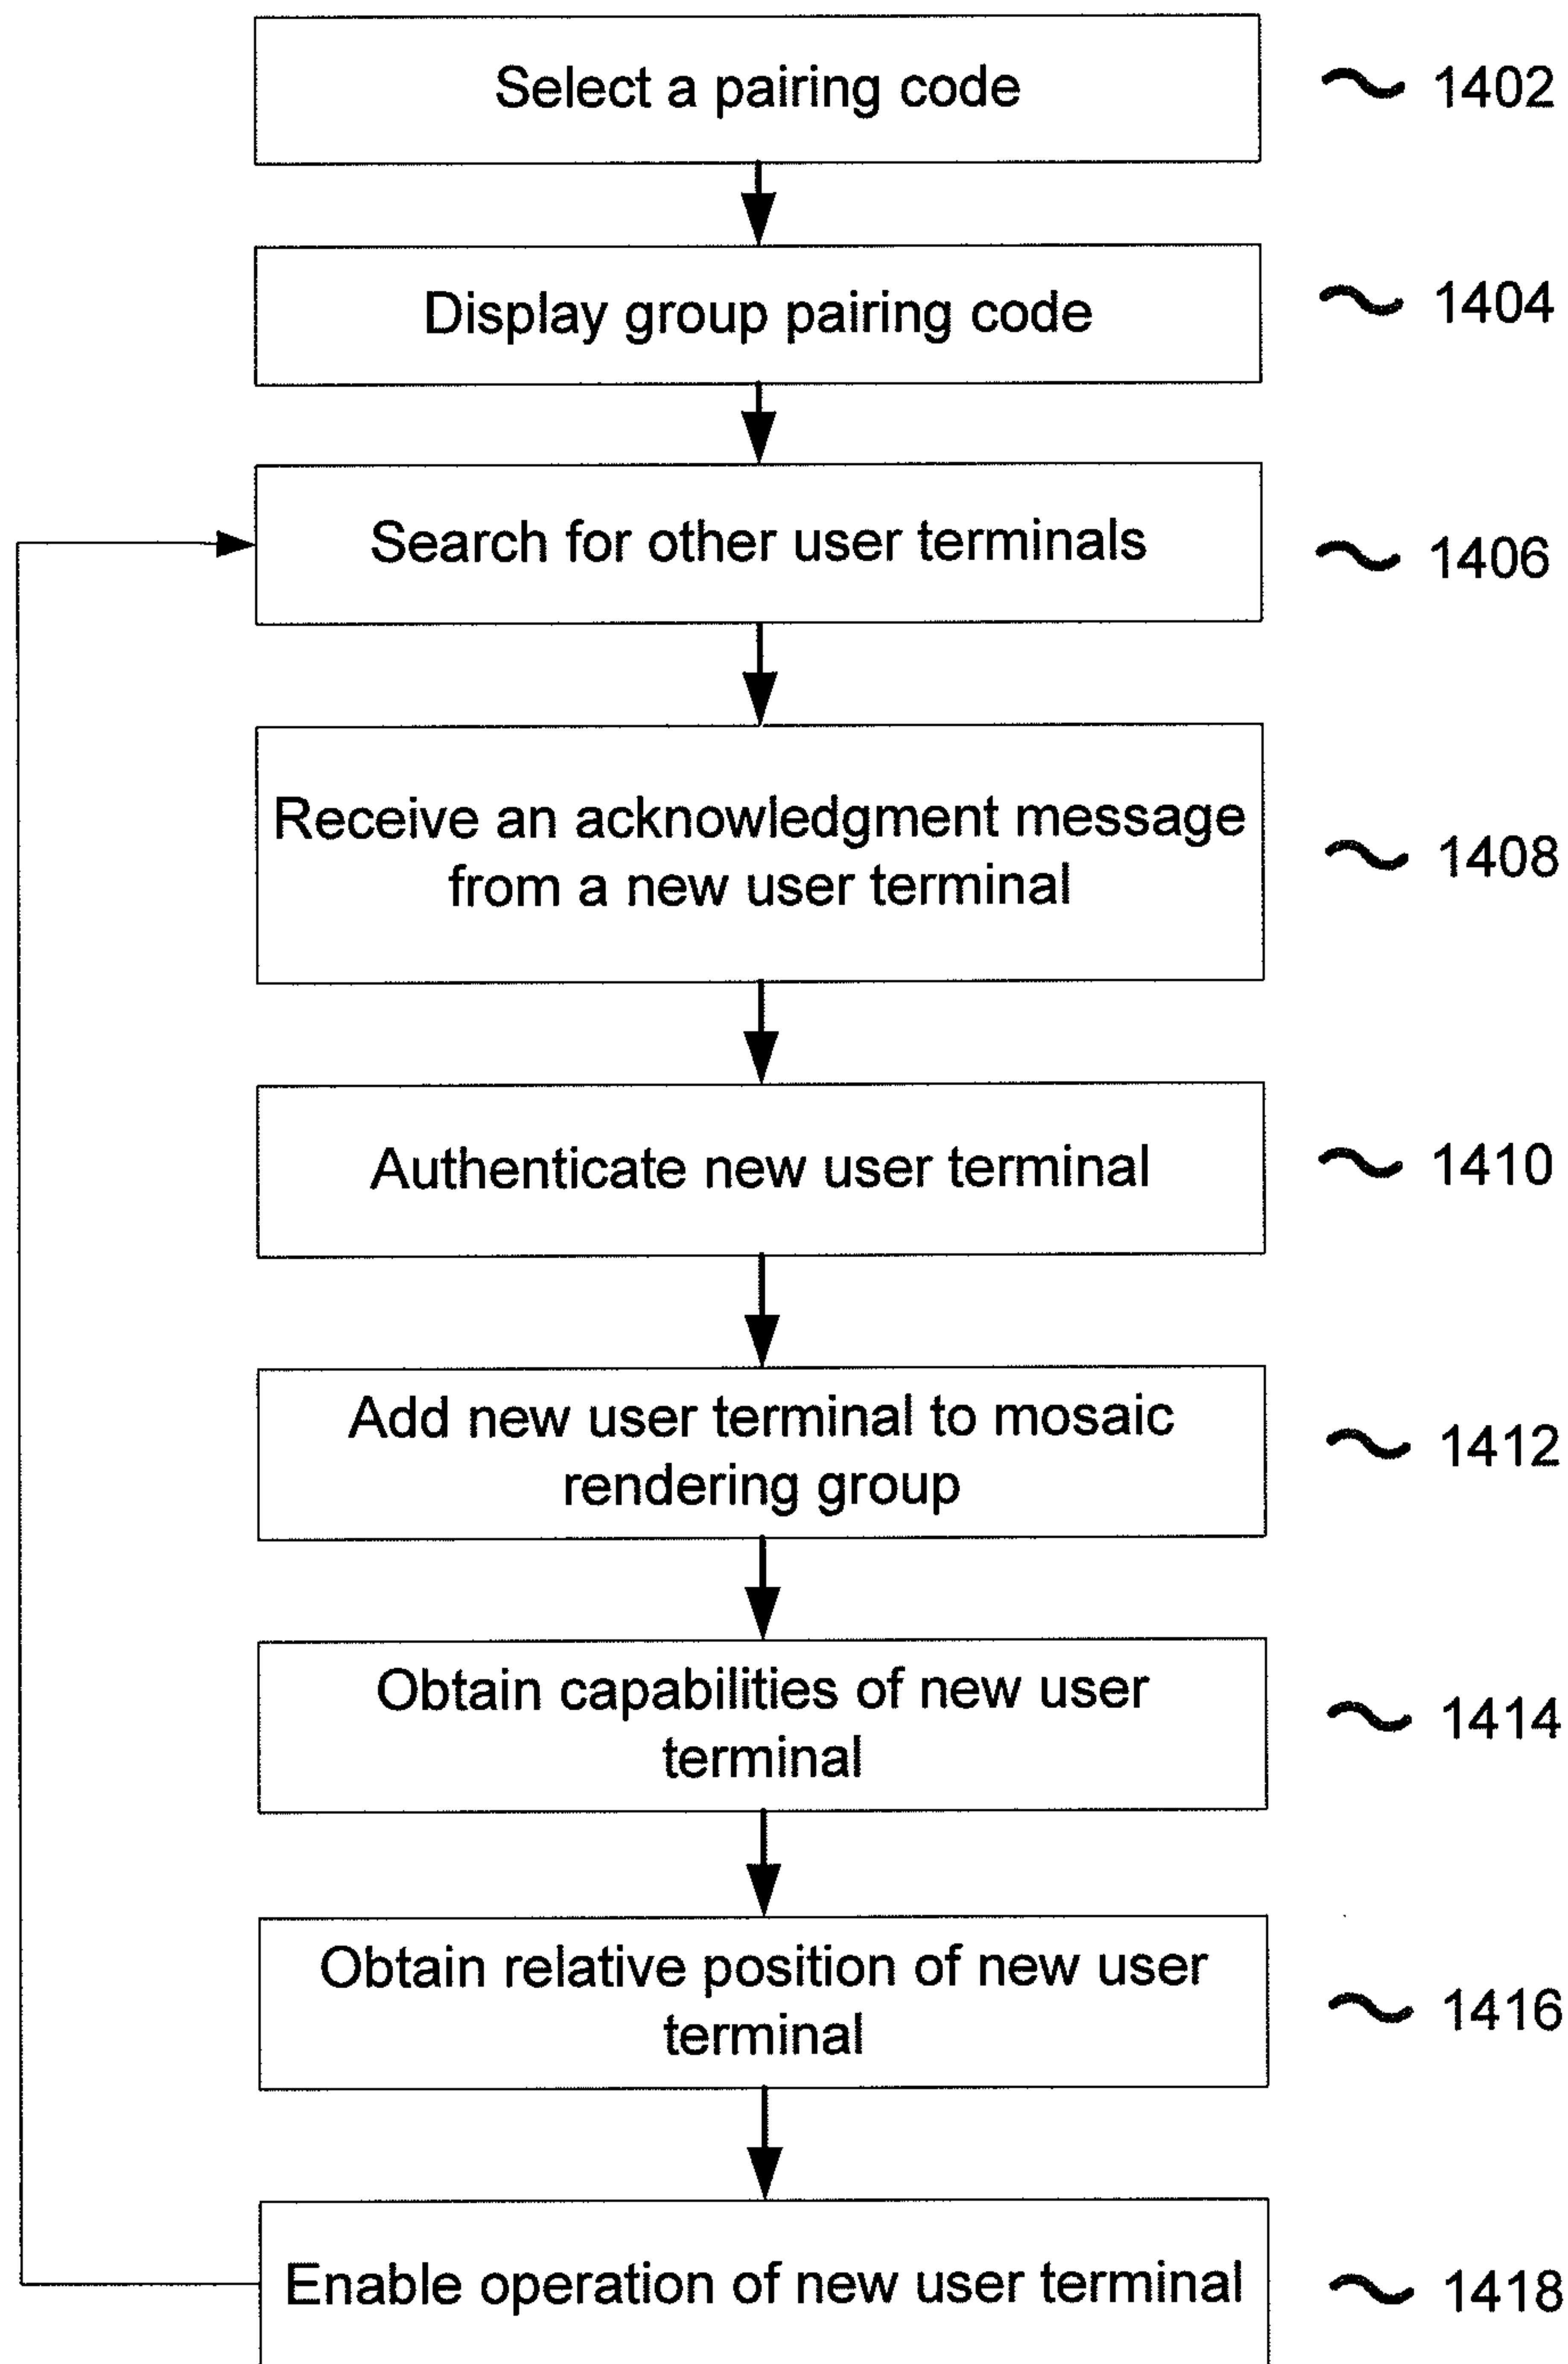 Select a pairing code
1402
Display group pairing code
1404
Search for other user terminals
1406
Receive an acknowledgment message
from a new user terminal
1408
Authenticate new user terminal
1410
Add new user terminal to mosaic
rendering group
1412
Obtain capabilities of new user
terminal
1414
Obtain relative position of new user
terminal
1416
Enable operation of new user terminal
1418